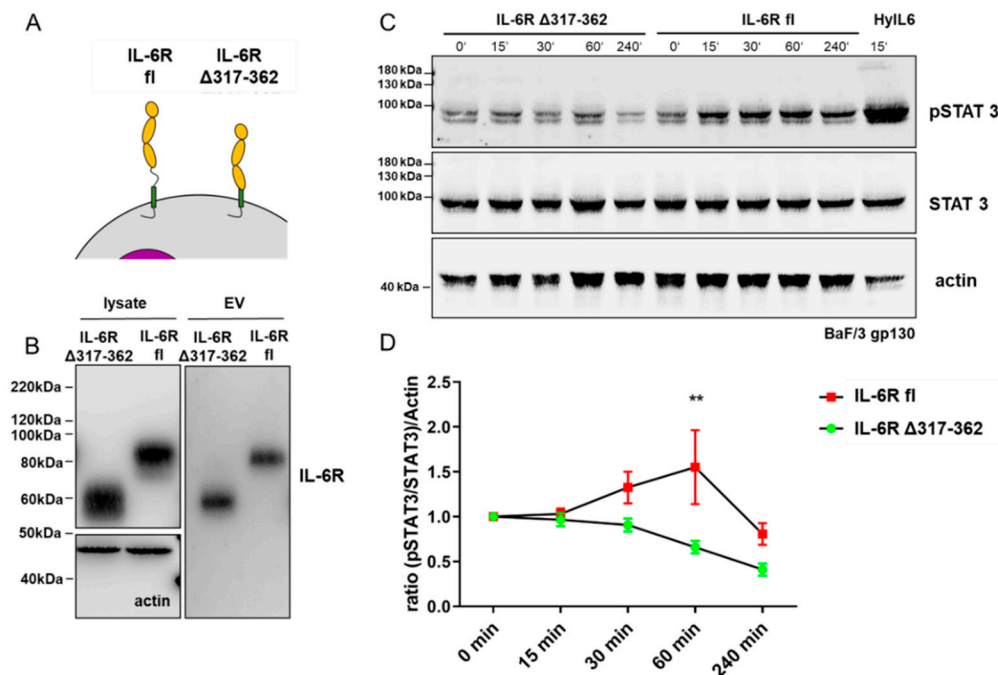 A
IL-6R
fl
IL-6R
Δ317-362
B
lysate
EV
IL-6R
Δ317-362
IL-6R
fl
IL-6R
Δ317-362
IL-6R
fl
220kDa
120kDa
100kDa
80kDa
60kDa
50kDa
40kDa
IL-6R
actin
C
IL-6R Δ317-362
IL-6R fl
HyIL6
0' 15' 30' 60' 240' 0' 15' 30' 60' 240' 15'
180 kDa
130 kDa
100 kDa
pSTAT 3
180 kDa
130 kDa
100 kDa
STAT 3
40 kDa
actin
BaF/3 gp130
D
ratio (pSTAT3/STAT3)/Actin
2.5
2.0
1.5
1.0
0.5
0.0
**
0 min
15 min
30 min
60 min
240 min
IL-6R fl
IL-6R Δ317-362